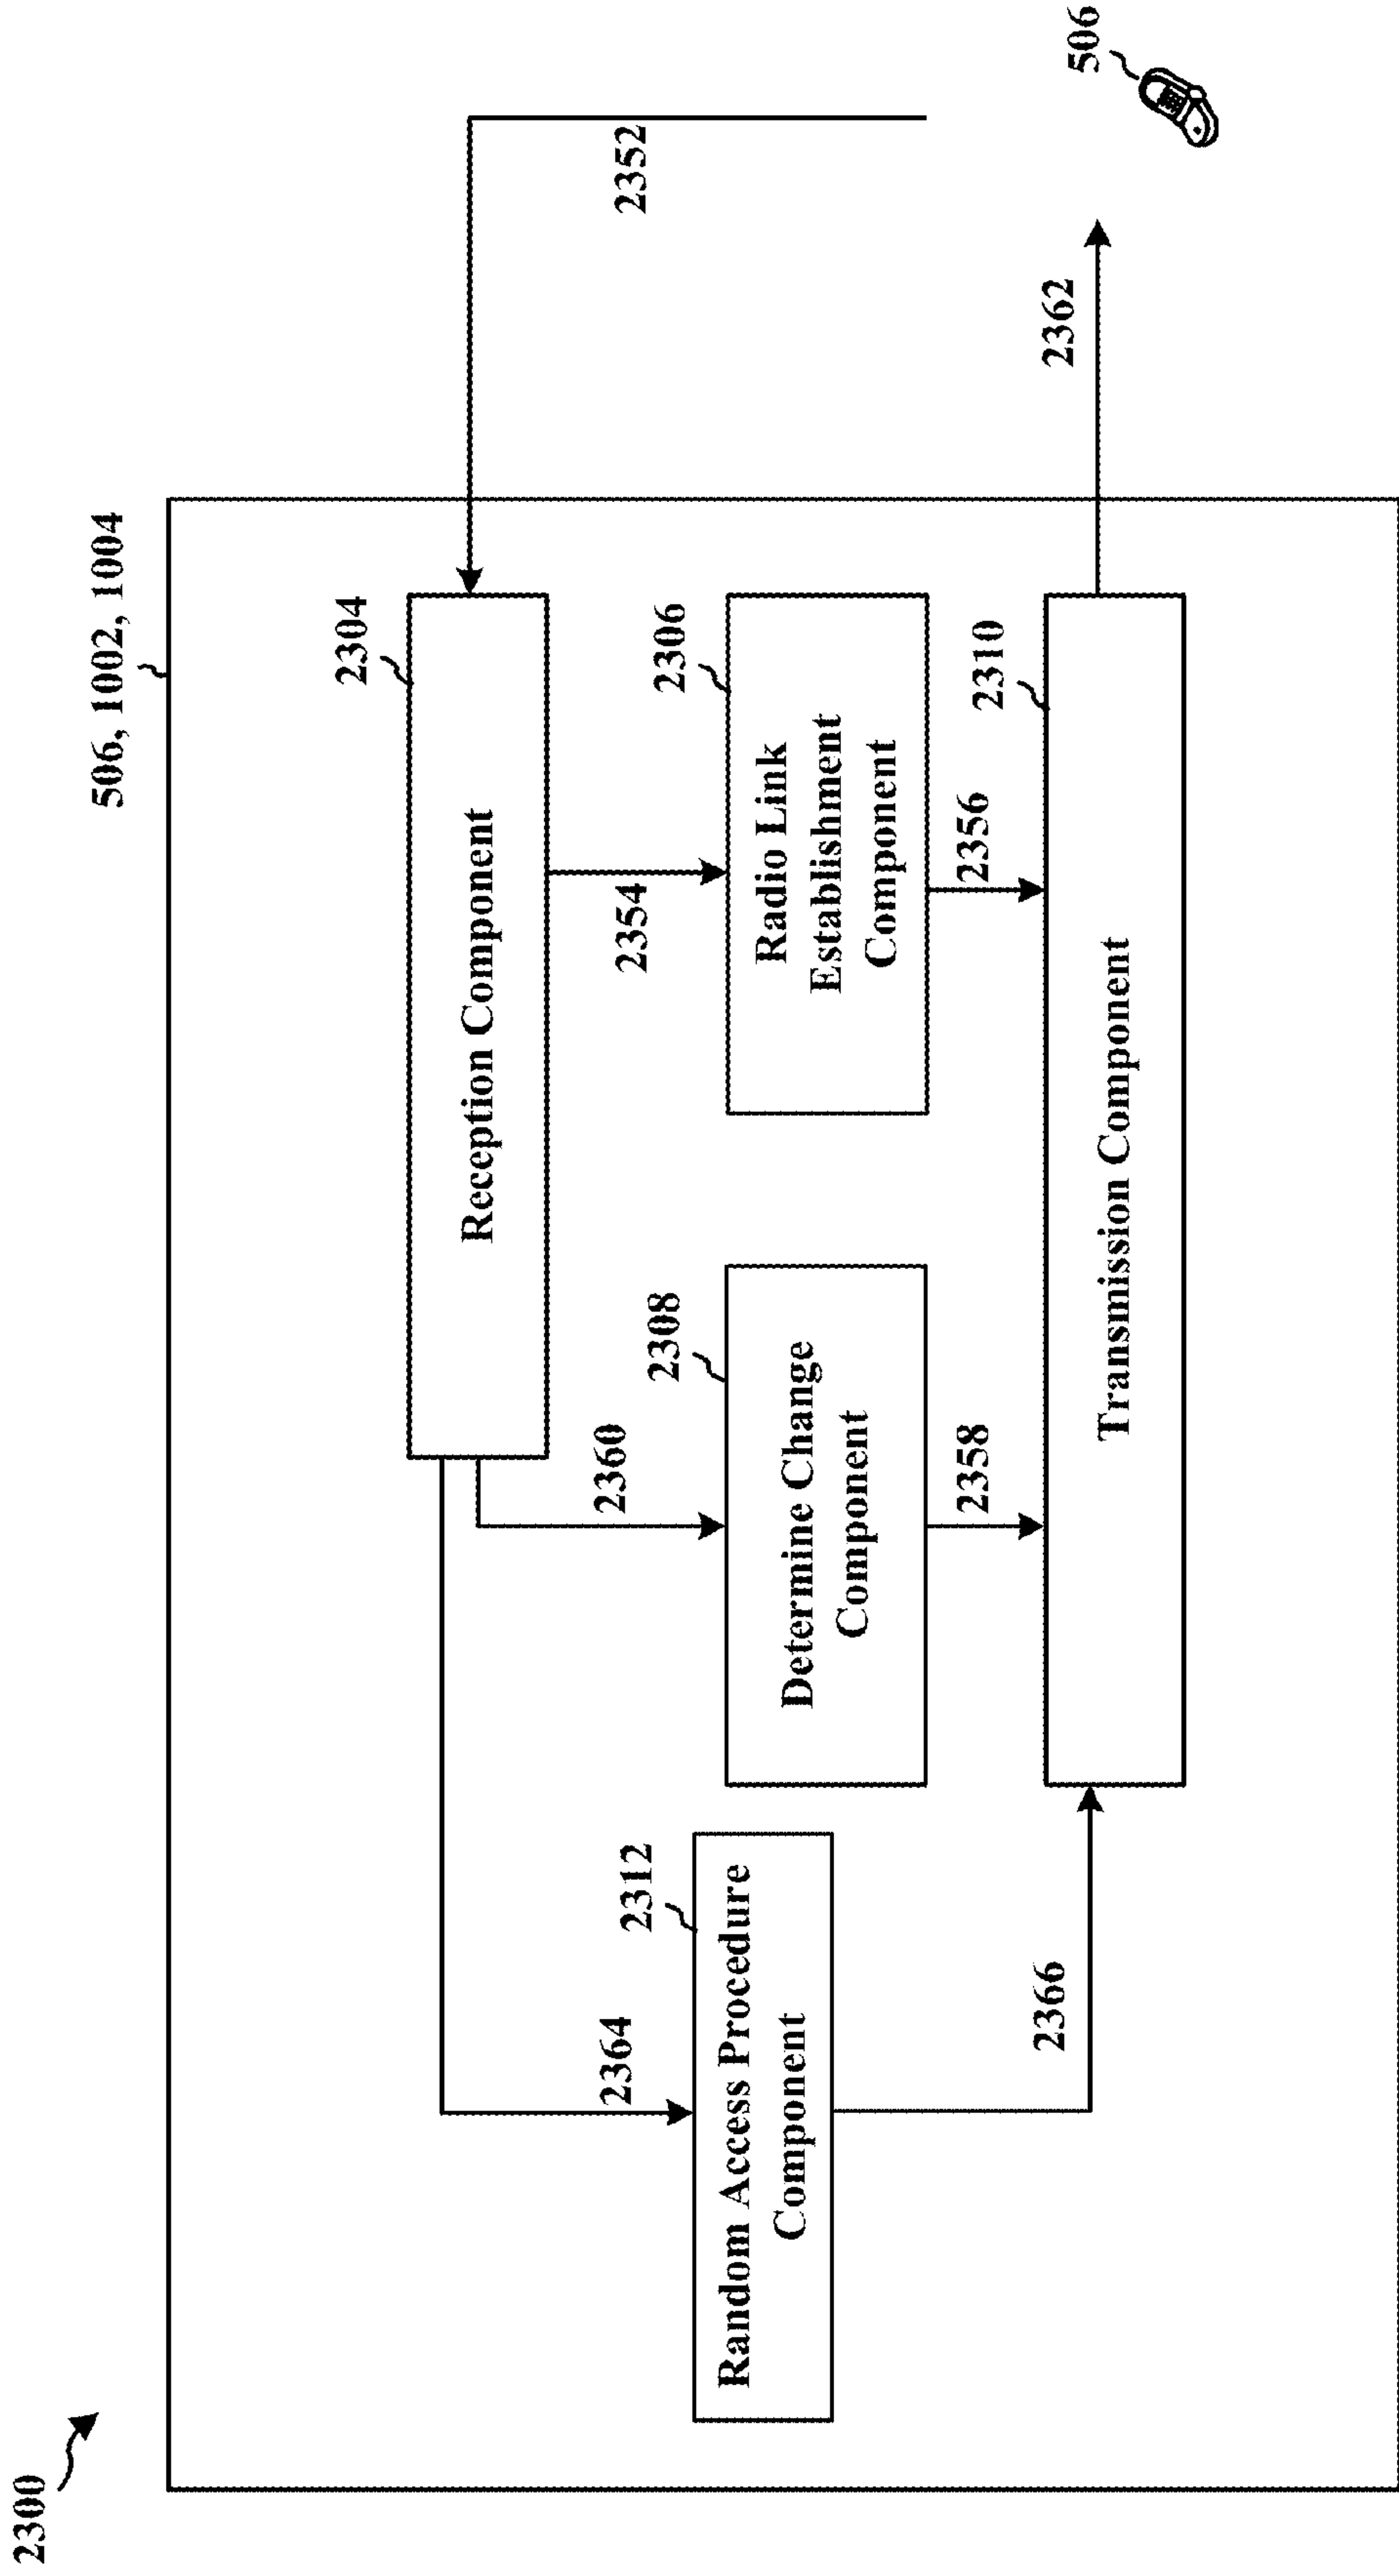 2300
506, 1002, 1004
2304
Reception Component
2352
2364
2360
2354
2312
Random Access Procedure
Component
2308
Determine Change
Component
2306
Radio Link
Establishment
Component
506
2366
2358
2356
2310
2362
Transmission Component